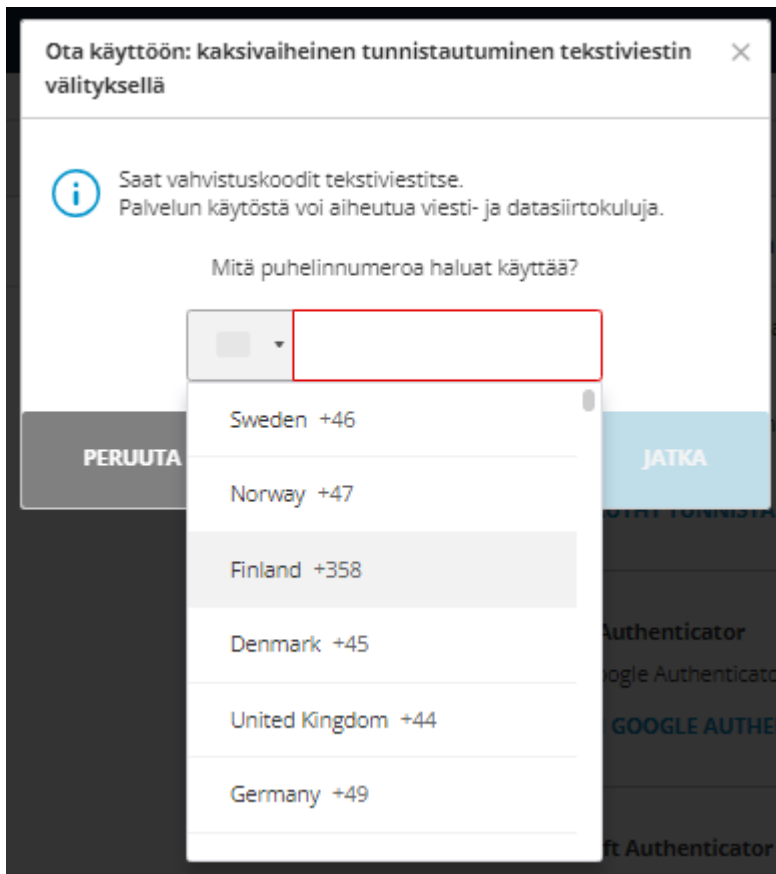 Ota käyttöön: kaksivaiheinen tunnistautuminen tekstiviestin
välityksellä
Saat vahvistuskoodit tekstiviestitse.
Palvelun käytöstä voi aiheutua viesti- ja datasiirtokuluja.
Mitä puhelinnumeroa haluat käyttää?
Sweden +46
PERUUTA
JATKA
Norway +47
Finland +358
Denmark +45
Authenticator
Google Authentica
United Kingdom +44
GOOGLE AUTHE
Germany +49
ft Authenticator